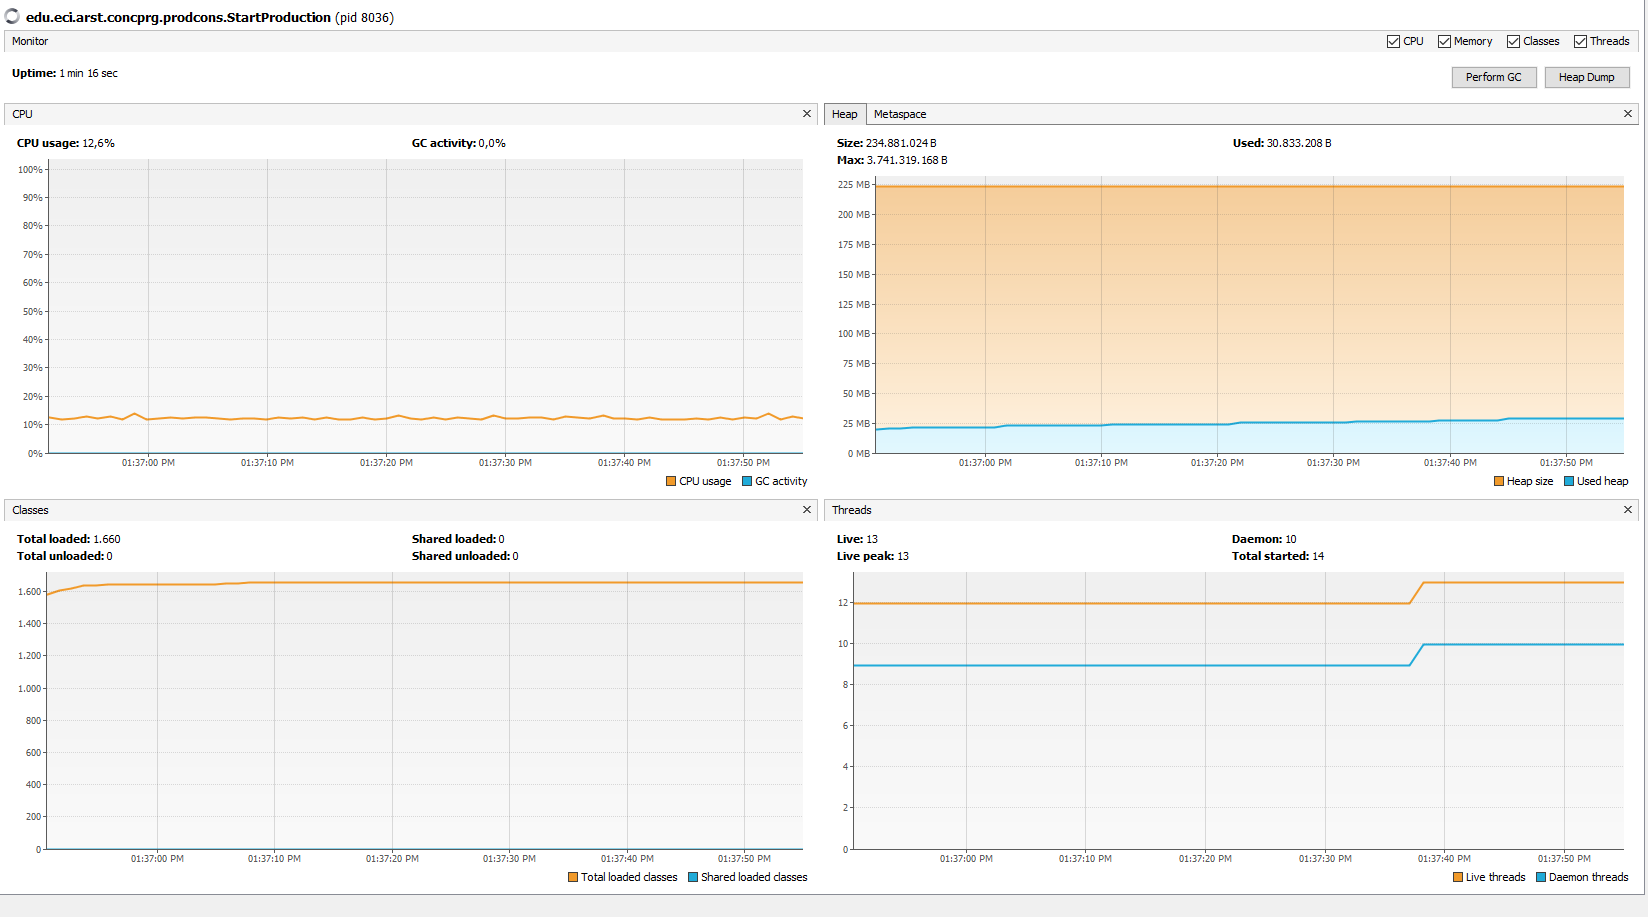 edu.eci.arst.concprg.prodcons.StartProduction (pid 8036)
Monitor
CPU Memory Classes Threads
Uptime: 1 min 16 sec
Perform GC Heap Dump
CPU
CPU usage: 12,6% GC activity: 0,0%
100%
90%
80%
70%
60%
50%
40%
30%
20%
10%
0%
01:37:00 PM 01:37:10 PM 01:37:20 PM 01:37:30 PM 01:37:40 PM 01:37:50 PM
CPU usage GC activity
Heap Metaspace
Size: 234.881.024 B Used: 30.833.208 B
Max: 3.741.319.168 B
225 MB
200 MB
175 MB
150 MB
125 MB
100 MB
75 MB
50 MB
25 MB
0 MB
01:37:00 PM 01:37:10 PM 01:37:20 PM 01:37:30 PM 01:37:40 PM 01:37:50 PM
Heap size Used heap
Classes
Total loaded: 1.660 Shared loaded: 0
Total unloaded: 0 Shared unloaded: 0
1.600
1.400
1.200
1.000
800
600
400
200
0
01:37:00 PM 01:37:10 PM 01:37:20 PM 01:37:30 PM 01:37:40 PM 01:37:50 PM
Total loaded classes Shared loaded classes
Threads
Live: 13 Daemon: 10
Live peak: 13 Total started: 14
12
10
8
6
4
2
0
01:37:00 PM 01:37:10 PM 01:37:20 PM 01:37:30 PM 01:37:40 PM 01:37:50 PM
Live threads Daemon threads